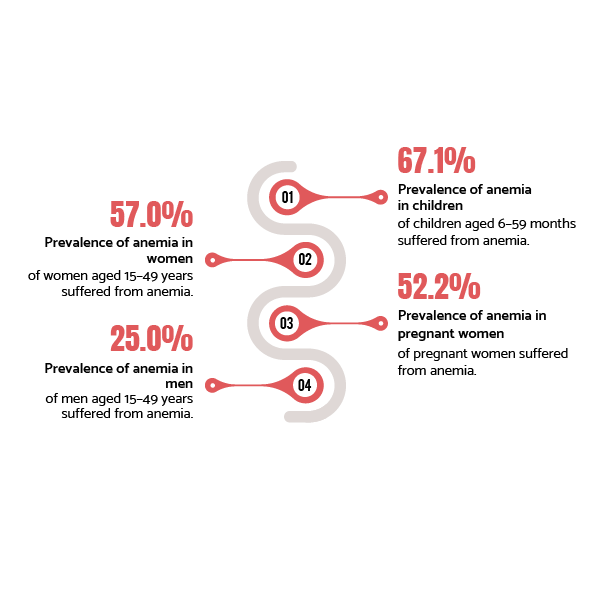 67.1%
Prevalence of anemia
in children
of children aged 6–59 months
suffered from anemia.
01
57.0%
Prevalence of anemia in
women
of women aged 15–49 years
suffered from anemia.
02
52.2%
Prevalence of anemia in
pregnant women
of pregnant women suffered
from anemia.
03
25.0%
Prevalence of anemia in
men
of men aged 15–49 years
suffered from anemia.
04